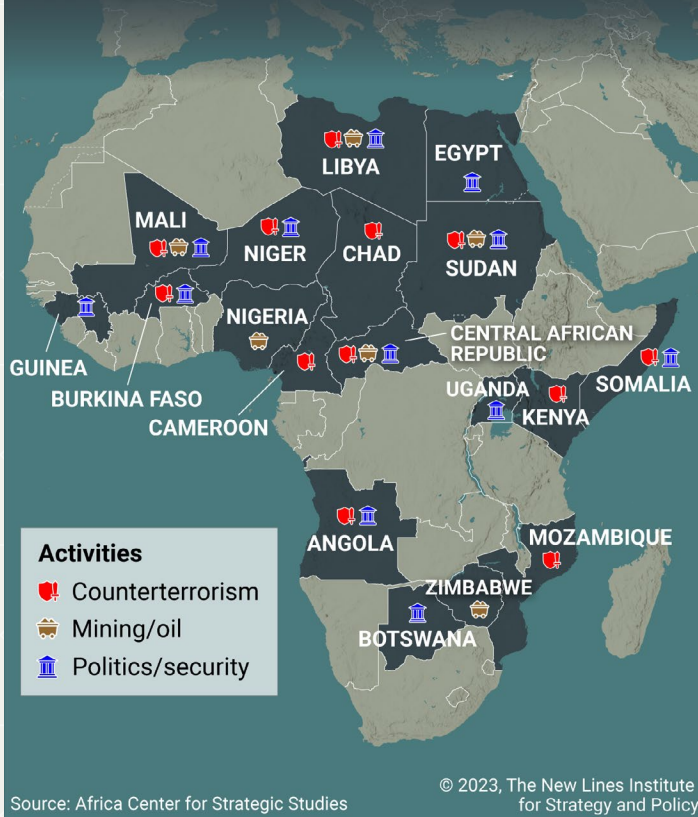 LIBYA
EGYPT
MALI
NIGER
CHAD
SUDAN
NIGERIA
CENTRAL AFRICAN
REPUBLIC
GUINEA
BURKINA FASO
CAMEROON
UGANDA
KENYA
SOMALIA
ANGOLA
MOZAMBIQUE
ZIMBABWE
BOTSWANA
Activities
Counterterrorism
Mining/oil
Politics/security
Source: Africa Center for Strategic Studies
© 2023, The New Lines Institute
for Strategy and Policy